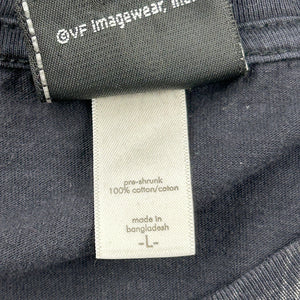 ©VF Imagewear, Inc.
pre-shrunk
100% cotton/coton
made in
bangladesh
-L-